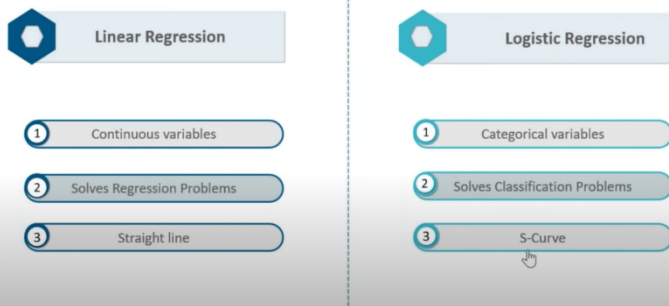 Linear Regression
1 Continuous variables
2 Solves Regression Problems
3 Straight line
Logistic Regression
1 Categorical variables
2 Solves Classification Problems
3 S-Curve